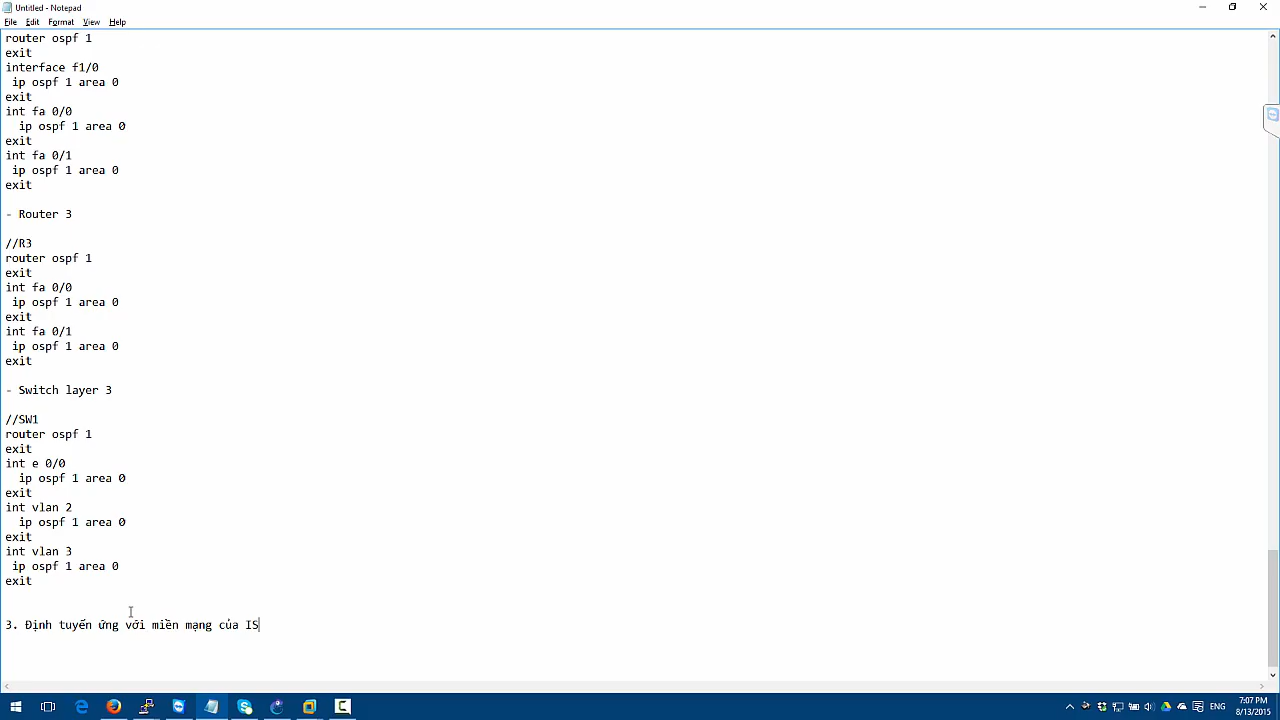 Untitled - Notepad
File Edit Format View Help
router ospf 1
exit
interface f1/0
 ip ospf 1 area 0
exit
int fa 0/0
  ip ospf 1 area 0
exit
int fa 0/1
 ip ospf 1 area 0
exit
- Router 3
//R3
router ospf 1
exit
int fa 0/0
 ip ospf 1 area 0
exit
int fa 0/1
 ip ospf 1 area 0
exit
- Switch layer 3
//SW1
router ospf 1
exit
int e 0/0
  ip ospf 1 area 0
exit
int vlan 2
  ip ospf 1 area 0
exit
int vlan 3
 ip ospf 1 area 0
exit
3. Định tuyến ứng với miền mạng của IS
ENG
7:07 PM
8/13/2015